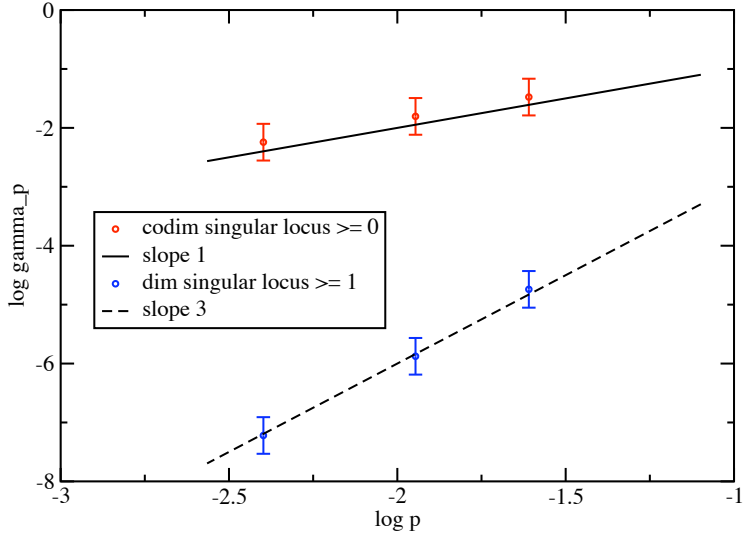 0
-2
-4
-6
-8
log gamma_p
codim singular locus >= 0
slope 1
dim singular locus >= 1
slope 3
-3
-2.5
-2
-1.5
-1
log p